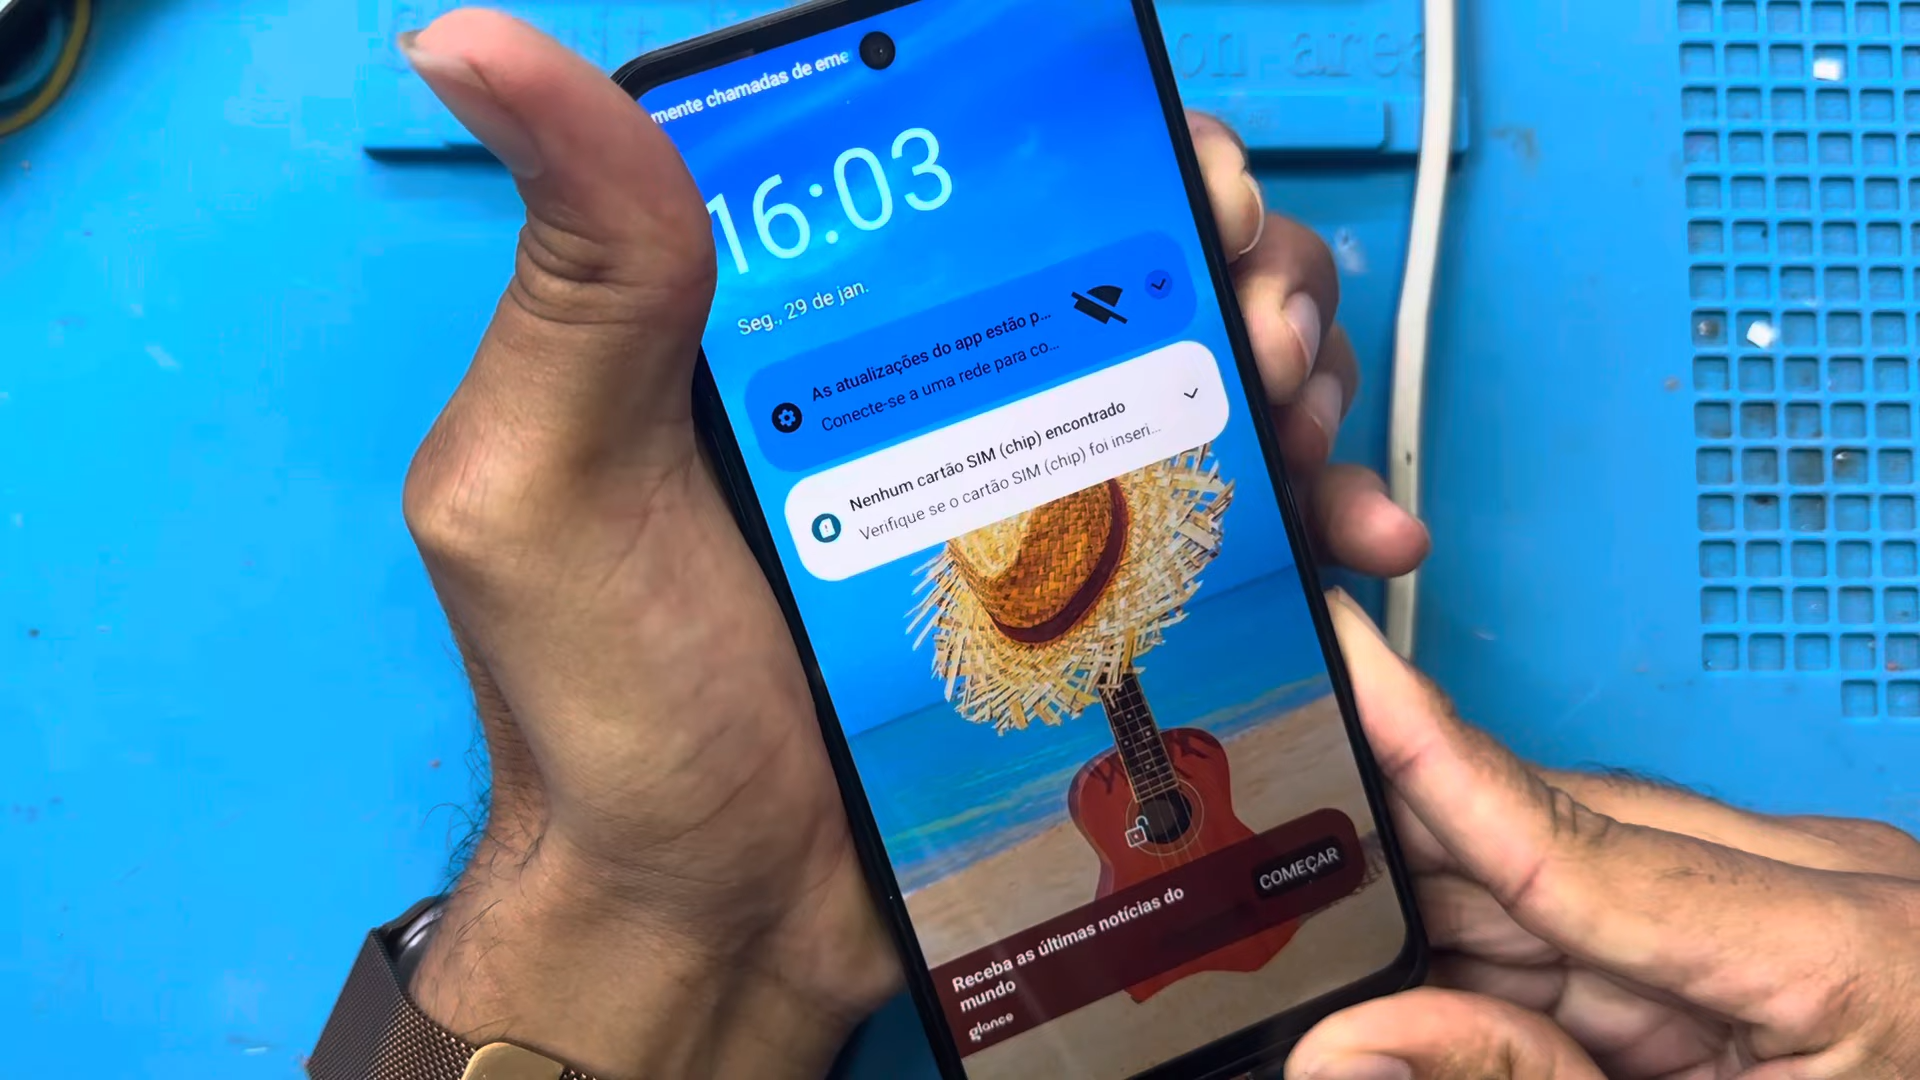 on area
mente chamadas de eme
16:03
Seg., 29 de jan.
As atualizações do app estão p...
Conecte-se a uma rede para co...
Nenhum cartão SIM (chip) encontrado
Verifique se o cartão SIM (chip) foi inseri...
Receba as últimas notícias do
mundo
COMEÇAR
glance